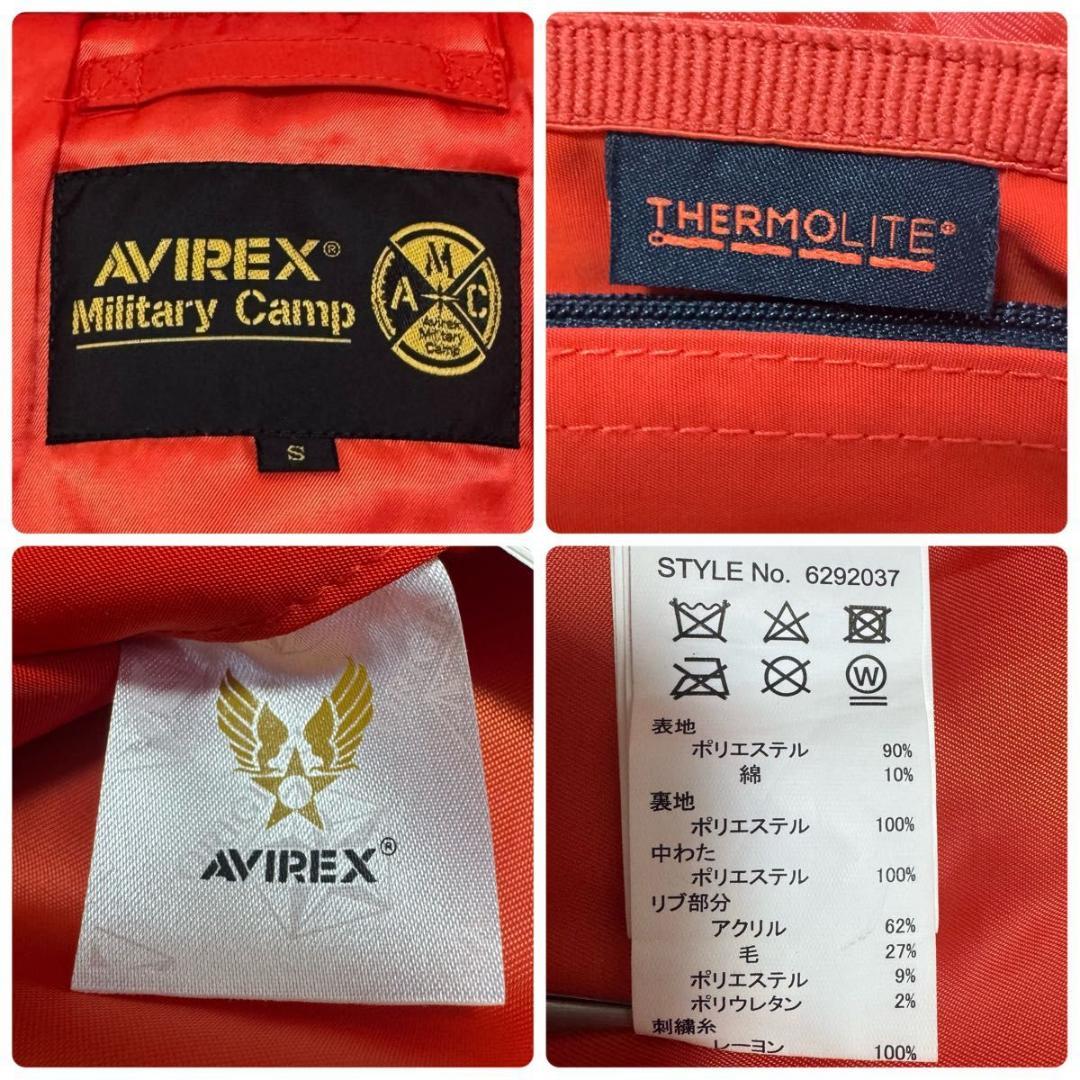 AVIREX®
Military Camp
A M C
Avirex
Military
Camp
S
THERMOLITE®
AVIREX®
STYLE No. 6292037
W
表地
ポリエステル 90%
綿 10%
裏地
ポリエステル 100%
中わた
ポリエステル 100%
リブ部分
アクリル 62%
毛 27%
ポリエステル 9%
ポリウレタン 2%
刺繍糸
レーヨン 100%